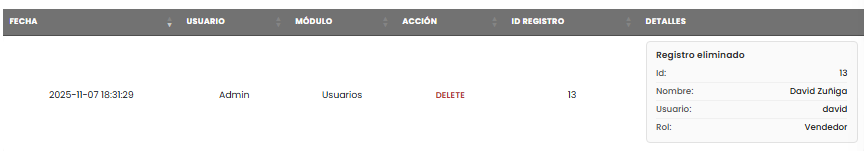 FECHA USUARIO MÓDULO ACCIÓN ID REGISTRO DETALLES
2025-11-07 18:31:29 Admin Usuarios DELETE 13
Registro eliminado
Id: 13
Nombre: David Zuñiga
Usuario: david
Rol: Vendedor